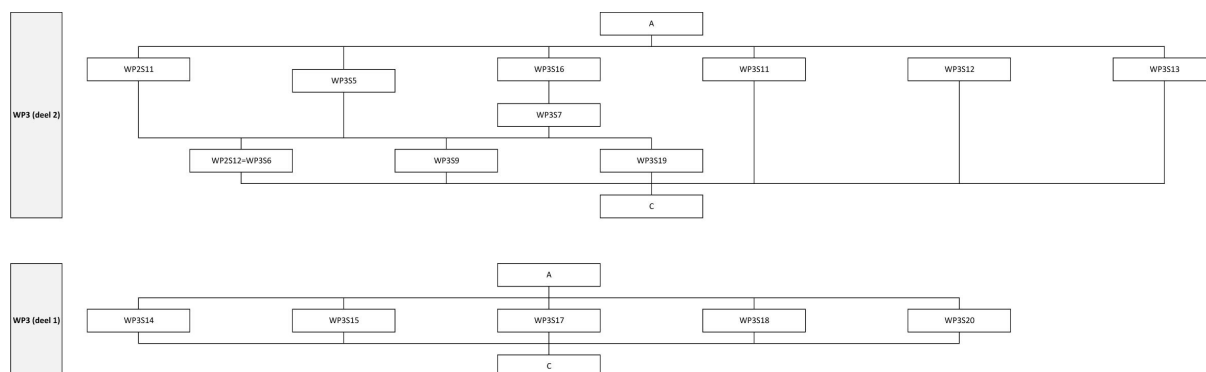 A
WP2S11
WP3S5
WP3S16
WP3S11
WP3S12
WP3S13
WP3 (deel 2)
WP3S7
WP2S12=WP3S6
WP3S9
WP3S19
C
A
WP3 (deel 1)
WP3S14
WP3S15
WP3S17
WP3S18
WP3S20
C